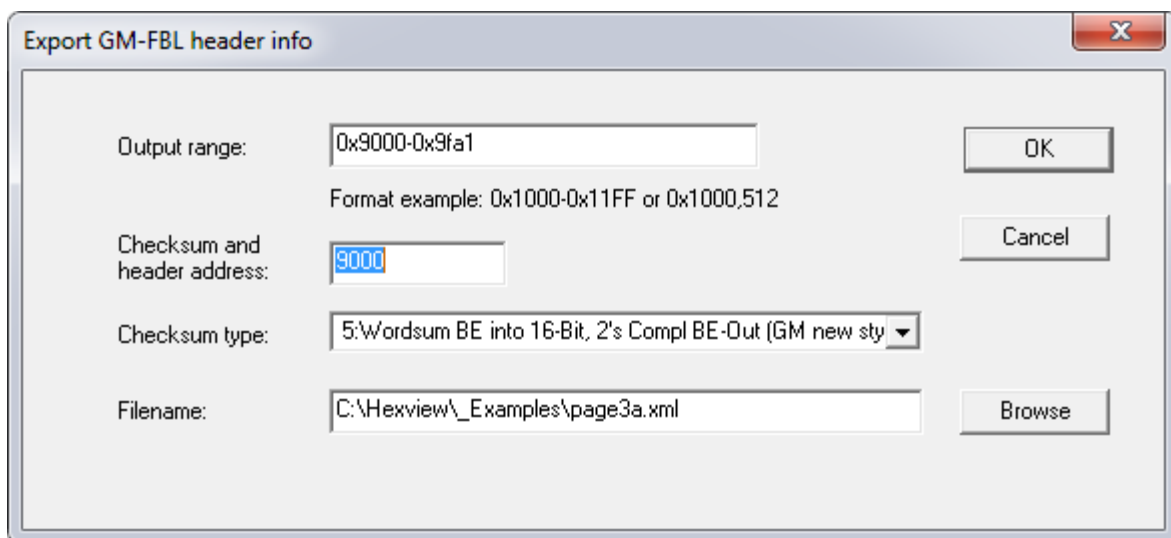 Export GM-FBL header info
Output range:
0x9000-0x9fa1
OK
Format example: 0x1000-0x11FF or 0x1000,512
Checksum and
header address:
9000
Cancel
Checksum type:
5:Wordsum BE into 16-Bit, 2's Compl BE-Out (GM new sty
Filename:
C:\Hexview\_Examples\page3a.xml
Browse